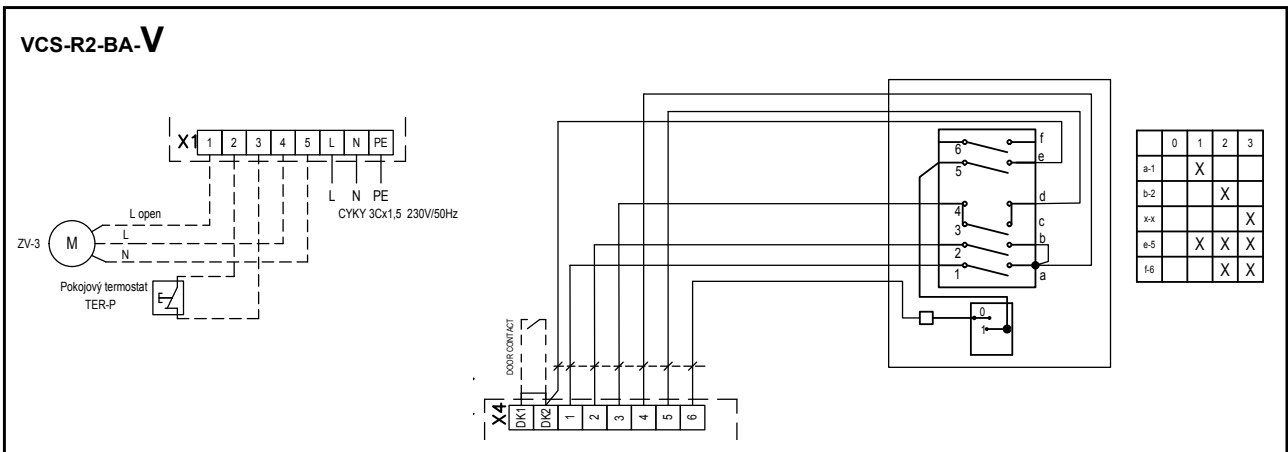 VCS-R2-BA-V
X1 1 2 3 4 5 L N PE
L N PE
CYKY 3Cx1,5 230V/50Hz
L open
L
N
ZV-3 M
Pokojový termostat
TER-P
E
DOOR CONTACT
X4 DK1 DK2 1 2 3 4 5 6
6 f
5 e
4 d
3 c
2 b
1 a
0
1
0 1 2 3
a-1 X
b-2 X
x-x X
e-5 X X X
f-6 X X